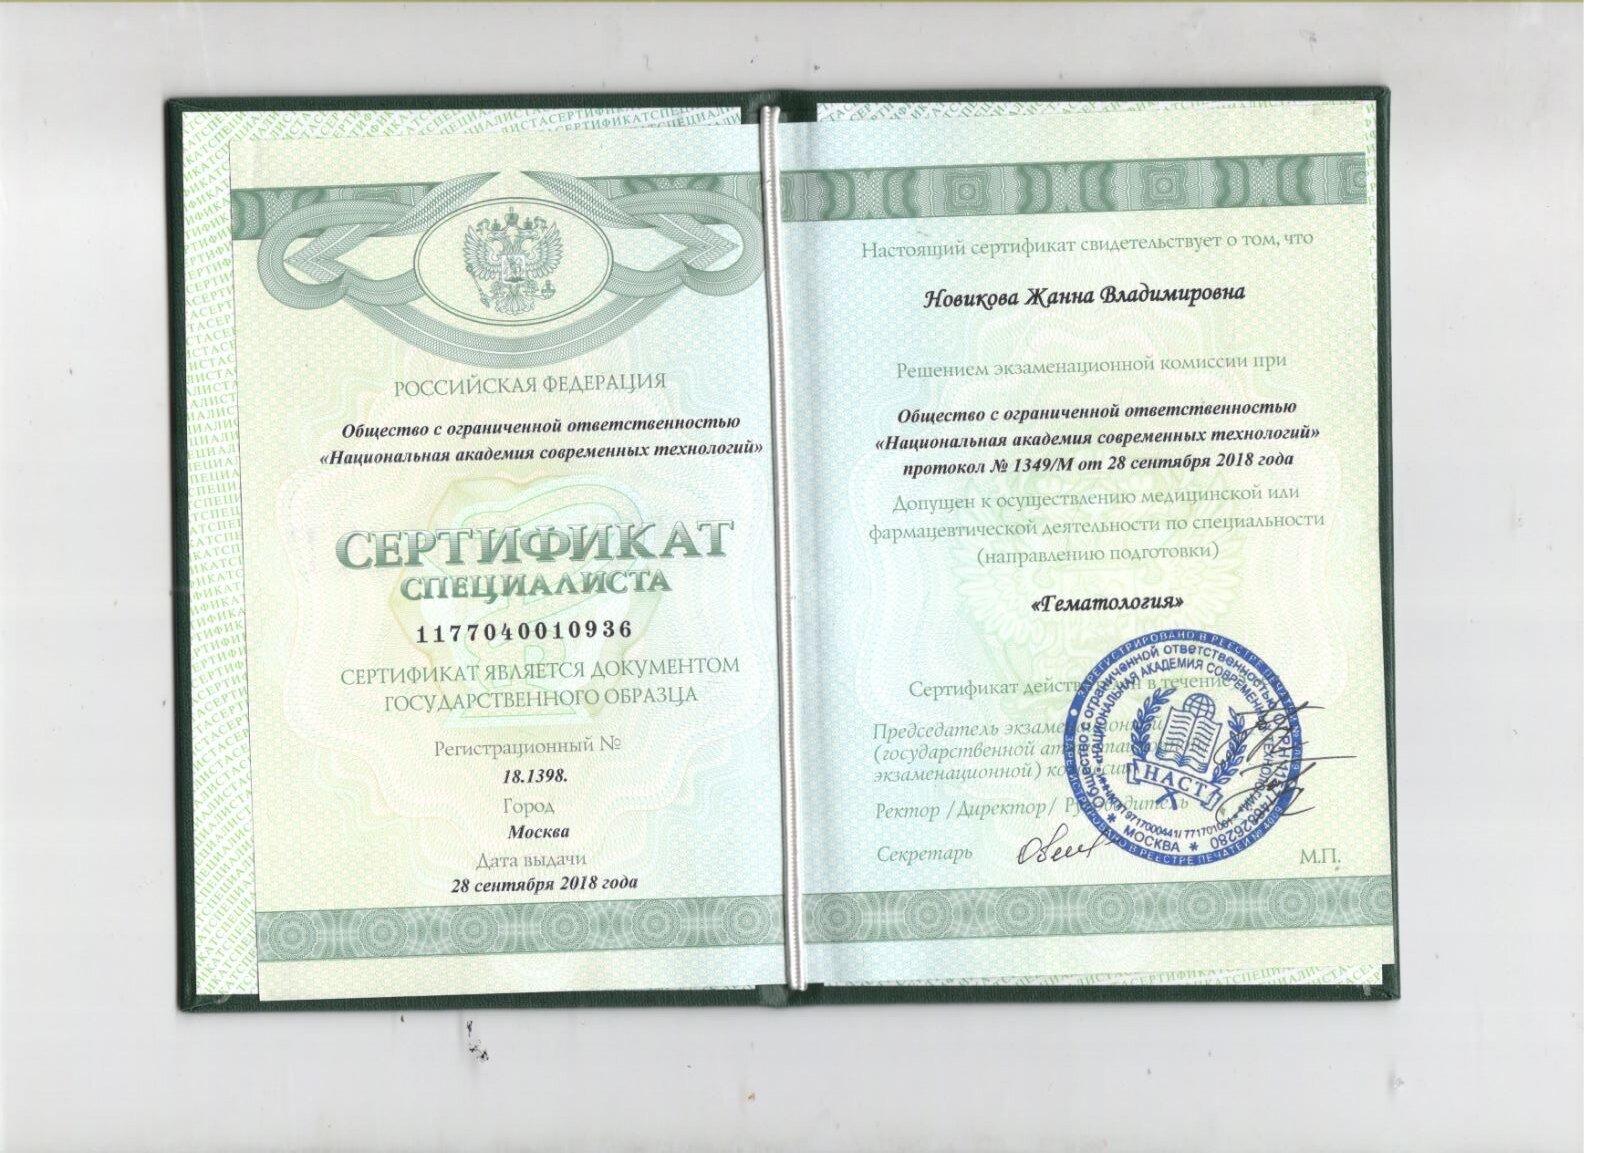 РОССИЙСКАЯ ФЕДЕРАЦИЯ
Общество с ограниченной ответственностью
«Национальная академия современных технологий»
СЕРТИФИКАТ
СПЕЦИАЛИСТА
1177040010936
СЕРТИФИКАТ ЯВЛЯЕТСЯ ДОКУМЕНТОМ
ГОСУДАРСТВЕННОГО ОБРАЗЦА
Регистрационный №
18.1398.
Город
Москва
Дата выдачи
28 сентября 2018 года
Настоящий сертификат свидетельствует о том, что
Новикова Жанна Владимировна
Решением экзаменационной комиссии при
Общество с ограниченной ответственностью
«Национальная академия современных технологий»
протокол № 1349/М от 28 сентября 2018 года
Допущен к осуществлению медицинской или
фармацевтической деятельности по специальности
(направлению подготовки)
«Гематология»
Сертификат в течение
Председатель
(государственной
экзаменационной)
Ректор /Директор/ Руководитель
Секретарь
М.П.
НАСТ
МОСКВА